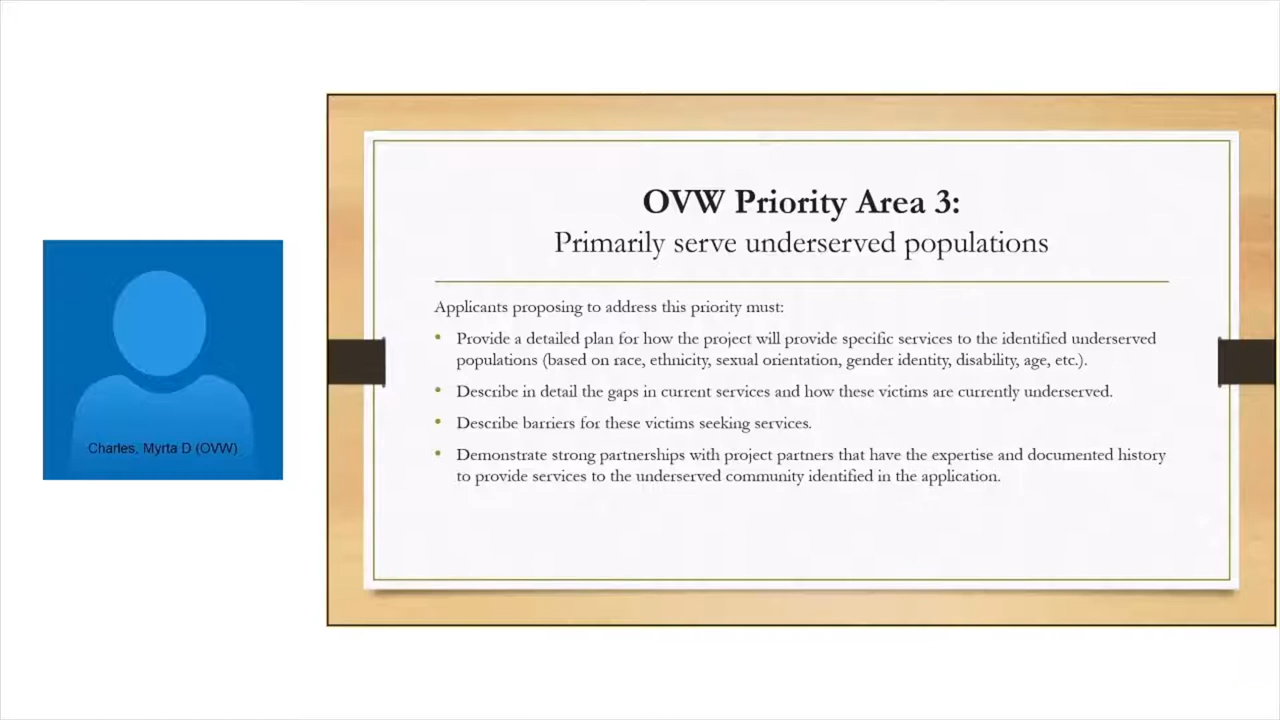 OVW Priority Area 3:
Primarily serve underserved populations
Applicants proposing to address this priority must:
• Provide a detailed plan for how the project will provide specific services to the identified underserved
populations (based on race, ethnicity, sexual orientation, gender identity, disability, age, etc.).
• Describe in detail the gaps in current services and how these victims are currently underserved.
• Describe barriers for these victims seeking services.
• Demonstrate strong partnerships with project partners that have the expertise and documented history
to provide services to the underserved community identified in the application.
Charles, Myrta D (OVW)